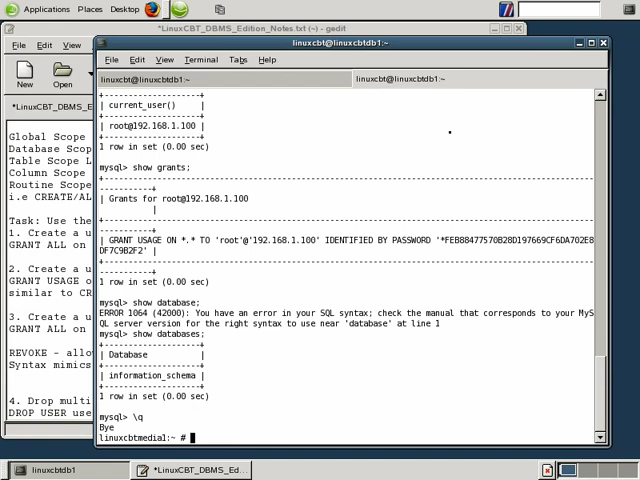 Applications Places Desktop
*LinuxCBT_DBMS_Edition_Notes.txt (~) - gedit
File Edit View
New Open
*LinuxCBT_DBMS_E
Global Scope
Database Scop
Table Scope L
Column Scope
Routine Scope
i.e CREATE/AL
Task: Use the
1. Create a u
GRANT ALL on
2. Create a u
GRANT USAGE o
similar to CR
3. Create a u
GRANT ALL on
REVOKE - allo
Syntax mimics
4. Drop multi
DROP USER use
linuxcbt@linuxcbtdb1:~
File Edit View Terminal Tabs Help
linuxcbt@linuxcbtdb1:~
linuxcbt@linuxcbtdb1:~
+--------------------+
| current_user() |
+--------------------+
| root@192.168.1.100 |
+--------------------+
1 row in set (0.00 sec)
mysql> show grants;
+-----------------------------------------------------------------------------------------------
-----------+
| Grants for root@192.168.1.100
|
+-----------------------------------------------------------------------------------------------
-----------+
| GRANT USAGE ON *.* TO 'root'@'192.168.1.100' IDENTIFIED BY PASSWORD '*FEB88477570B28D197669CF6DA702E8
DF7C9B2F2' |
+-----------------------------------------------------------------------------------------------
-----------+
1 row in set (0.00 sec)
mysql> show database;
ERROR 1064 (42000): You have an error in your SQL syntax; check the manual that corresponds to your MyS
QL server version for the right syntax to use near 'database' at line 1
mysql> show databases;
+--------------------+
| Database |
+--------------------+
| information_schema |
+--------------------+
1 row in set (0.00 sec)
mysql> \q
Bye
linuxcbtmedia1:~ #
linuxcbtdb1
*LinuxCBT_DBMS_Ed...